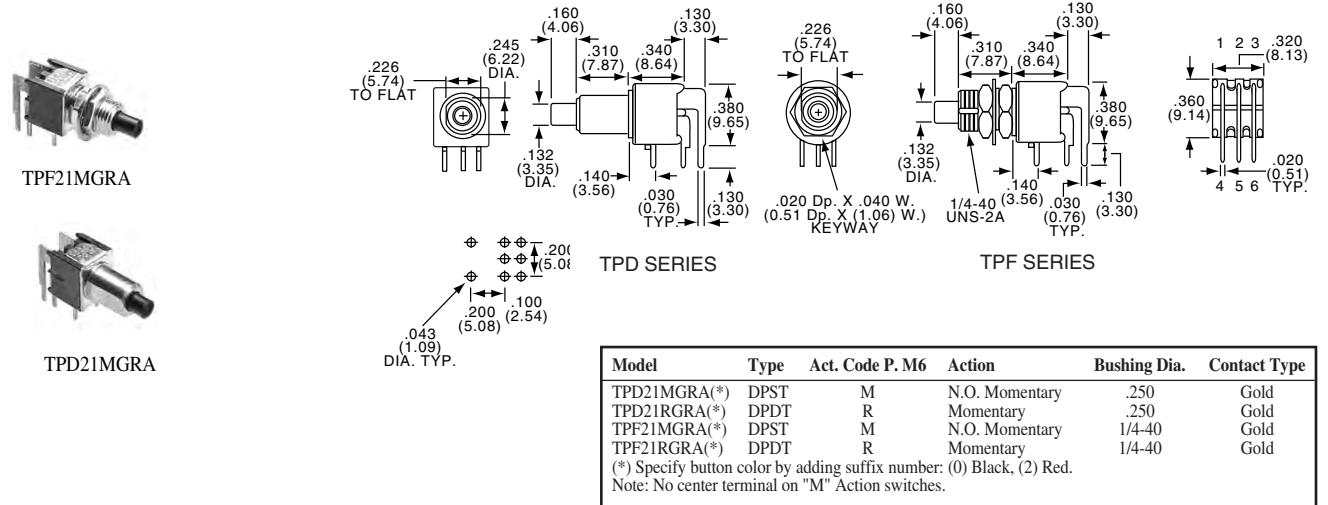 TPF21MGRA
TPD21MGRA
.226
(5.74)
TO FLAT
.245
(6.22)
DIA.
.160
(4.06)
.310
(7.87)
.340
(8.64)
.130
(3.30)
.380
(9.65)
.132
(3.35)
DIA.
.140
(3.56)
.030
(0.76)
TYP.
.130
(3.30)
TPD SERIES
.226
(5.74)
TO FLAT
.020 Dp. X .040 W.
(0.51 Dp. X (1.06) W.)
KEYWAY
.160
(4.06)
.310
(7.87)
.340
(8.64)
.130
(3.30)
.380
(9.65)
.132
(3.35)
DIA.
1/4-40
UNS-2A
.140
(3.56)
.030
(0.76)
TYP.
.130
(3.30)
TPF SERIES
1 2 3
.320
(8.13)
.360
(9.14)
.020
(0.51)
TYP.
4 5 6
.043
(1.09)
DIA. TYP.
.200
(5.08)
.100
(2.54)
Model Type Act. Code P. M6 Action Bushing Dia. Contact Type
TPD21MGRA(*) DPST M N.O. Momentary .250 Gold
TPD21RGRA(*) DPDT R Momentary .250 Gold
TPF21MGRA(*) DPST M N.O. Momentary 1/4-40 Gold
TPF21RGRA(*) DPDT R Momentary 1/4-40 Gold
(*) Specify button color by adding suffix number: (0) Black, (2) Red.
Note: No center terminal on "M" Action switches.